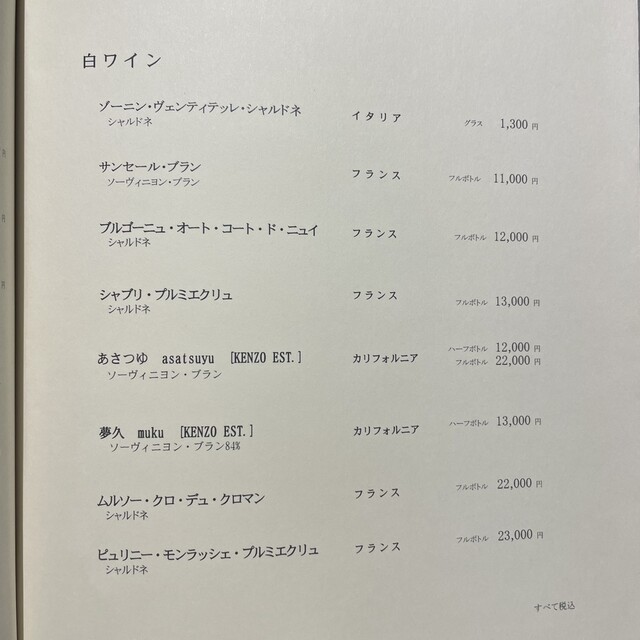 白ワイン
ゾーニン・ヴェンティテッレ・シャルドネ イタリア グラス 1,300 円
シャルドネ
サンセール・ブラン フランス フルボトル 11,000 円
ソーヴィニヨン・ブラン
ブルゴーニュ・オート・コート・ド・ニュイ フランス フルボトル 12,000 円
シャルドネ
シャブリ・プルミエクリュ フランス フルボトル 13,000 円
シャルドネ
あさつゆ asatsuyu [KENZO EST.] カリフォルニア ハーフボトル 12,000 円
フルボトル 22,000 円
ソーヴィニヨン・ブラン
夢久 muku [KENZO EST.] カリフォルニア ハーフボトル 13,000 円
ソーヴィニヨン・ブラン84%
ムルソー・クロ・デュ・クロマン フランス フルボトル 22,000 円
シャルドネ
ピュリニー・モンラッシェ・プルミエクリュ フランス フルボトル 23,000 円
シャルドネ
すべて税込
円
円
円